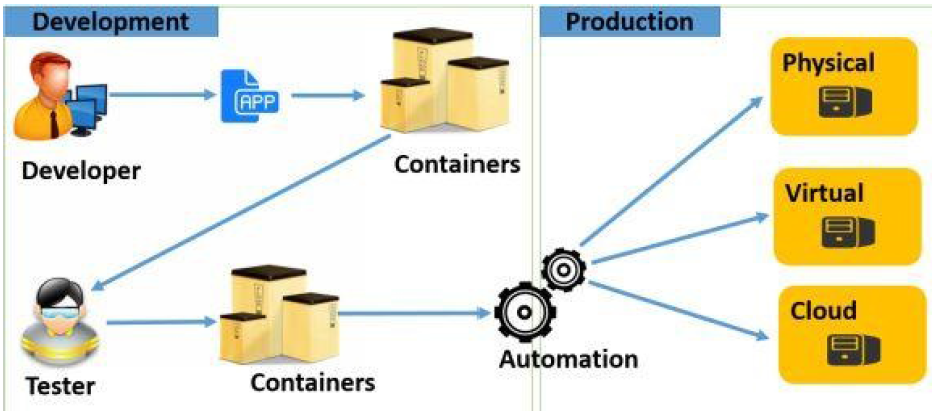 Development
Production
Developer
APP
Containers
Physical
Virtual
Cloud
Tester
Containers
Automation